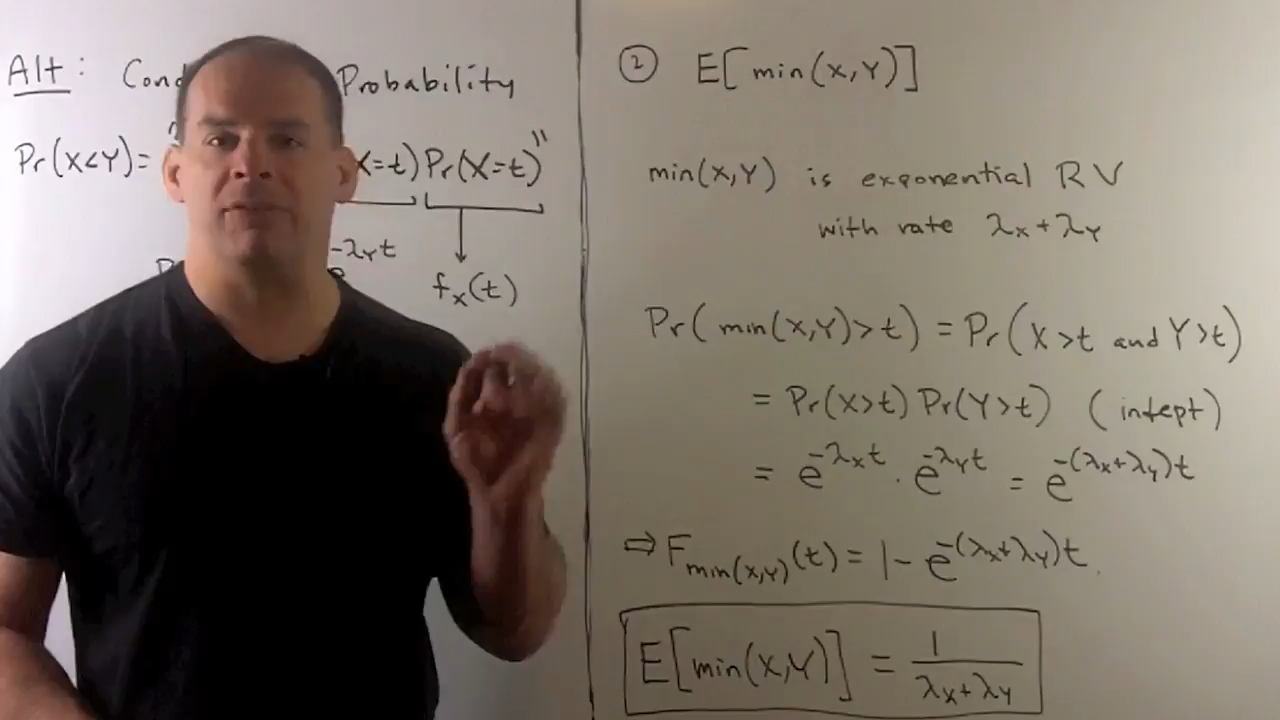 Alt: Cond Probability
Pr(X<Y)= " X=t) Pr(X=t)"
-λYt
e
fX(t)
② E[min(X,Y)]
min(X,Y) is exponential RV
with rate λX+λY
Pr(min(X,Y)>t) = Pr(X>t and Y>t)
= Pr(X>t) Pr(Y>t) (intept)
= e^-λXt · e^-λYt = e^-(λX+λY)t
⇒ Fmin(X,Y)(t) = 1- e^-(λX+λY)t.
E[min(X,Y)] = 1/(λX+λY)